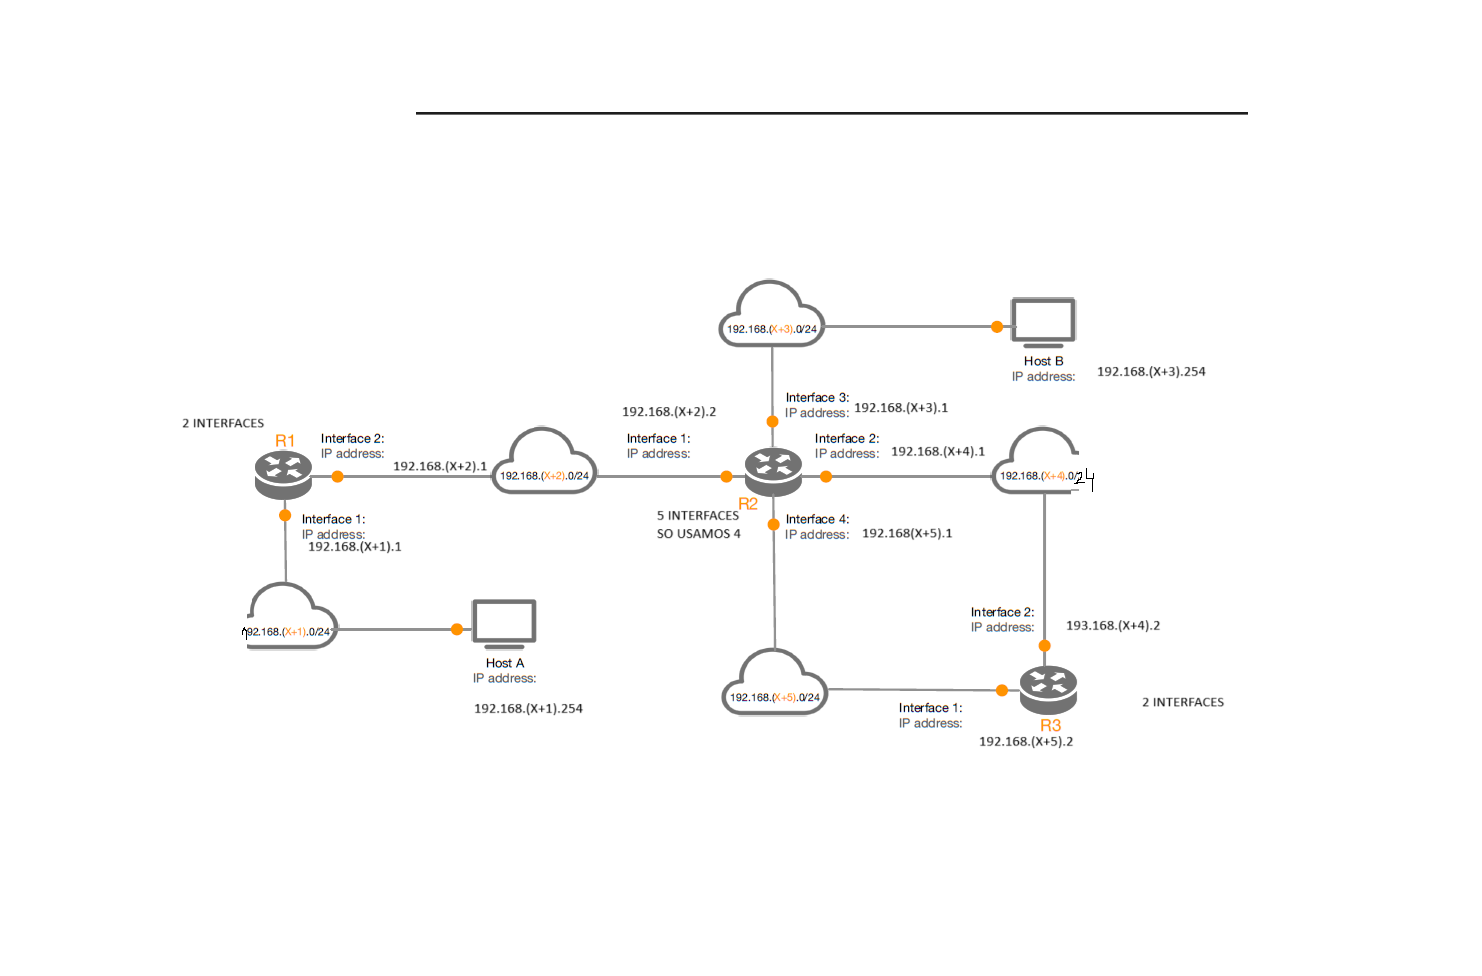 192.168.(X+3).0/24
Host B
IP address:
192.168.(X+3).254
Interface 3:
IP address:
192.168.(X+3).1
192.168.(X+2).2
2 INTERFACES
R1
Interface 2:
IP address:
192.168.(X+2).1
192.168.(X+2).0/24
Interface 1:
IP address:
Interface 2:
IP address:
192.168.(X+4).1
192.168.(X+4).0/24
R2
5 INTERFACES
SO USAMOS 4
Interface 4:
IP address:
192.168(X+5).1
Interface 1:
IP address:
192.168.(X+1).1
192.168.(X+1).0/24
Host A
IP address:
192.168.(X+1).254
Interface 2:
IP address:
193.168.(X+4).2
192.168.(X+5).0/24
Interface 1:
IP address:
R3
192.168.(X+5).2
2 INTERFACES